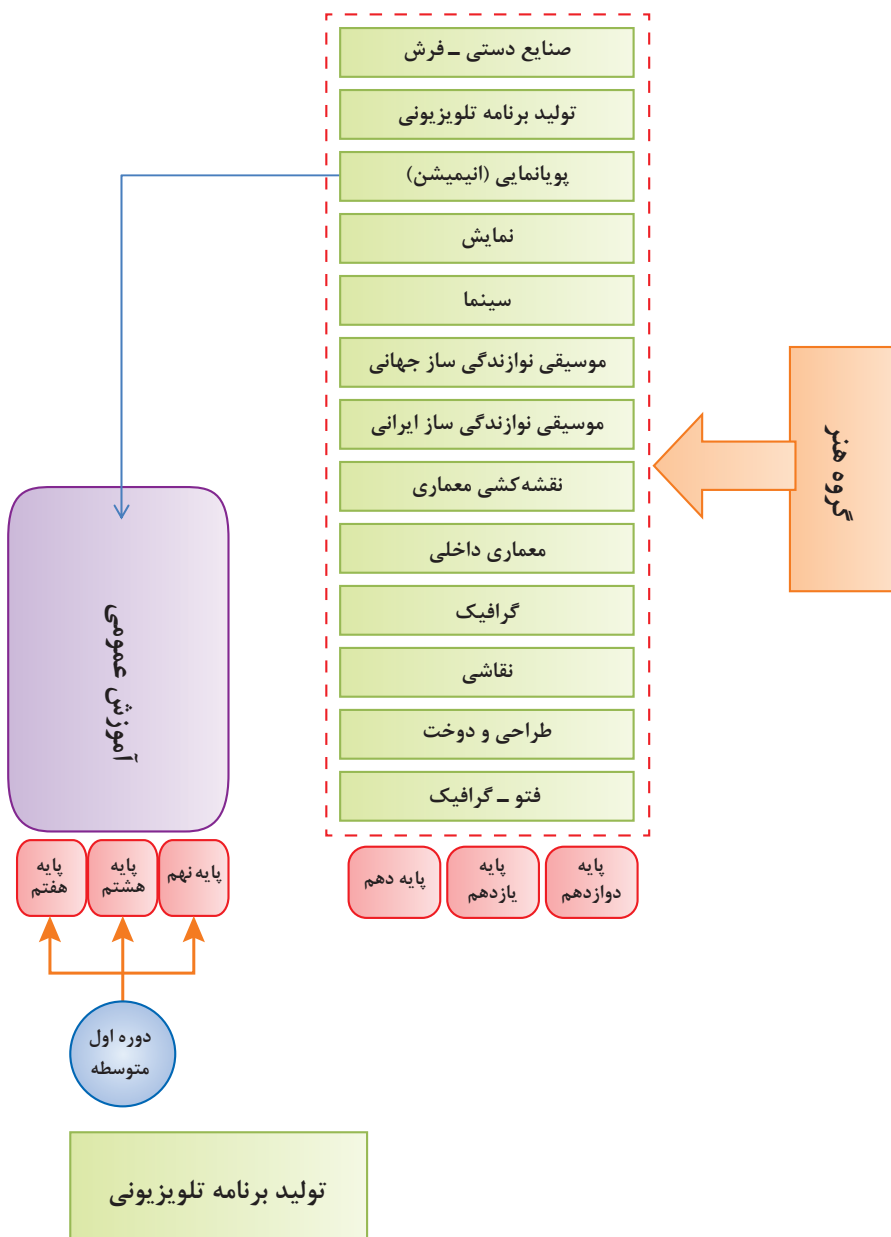 صنایع دستی ـ فرش
تولید برنامه تلویزیونی
پویانمایی (انیمیشن)
نمایش
سینما
موسیقی نوازندگی ساز جهانی
موسیقی نوازندگی ساز ایرانی
نقشه‌کشی معماری
معماری داخلی
گرافیک
نقاشی
طراحی و دوخت
فتو ـ گرافیک
گروه هنر
آموزش عمومی
پایه
دوازدهم
پایه
یازدهم
پایه دهم
پایه نهم
پایه
هشتم
پایه
هفتم
دوره اول
متوسطه
تولید برنامه تلویزیونی